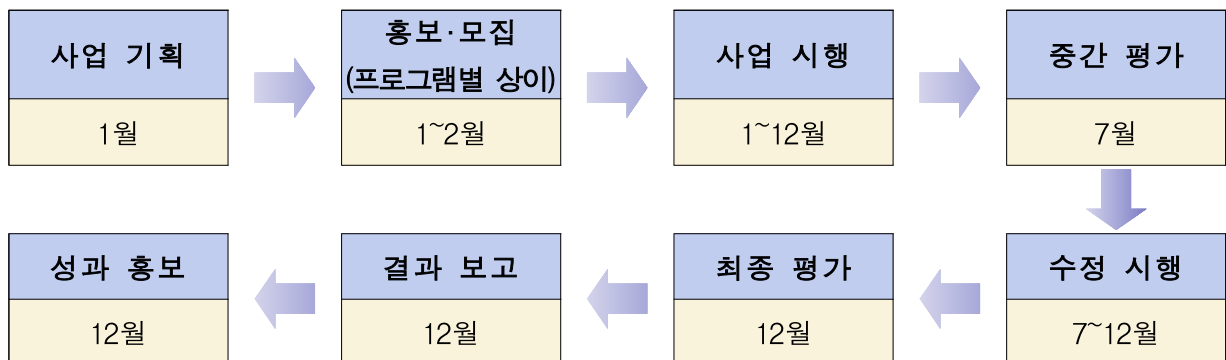 사업 기획
1월
홍보·모집
(프로그램별 상이)
1~2월
사업 시행
1~12월
중간 평가
7월
수정 시행
7~12월
최종 평가
12월
결과 보고
12월
성과 홍보
12월